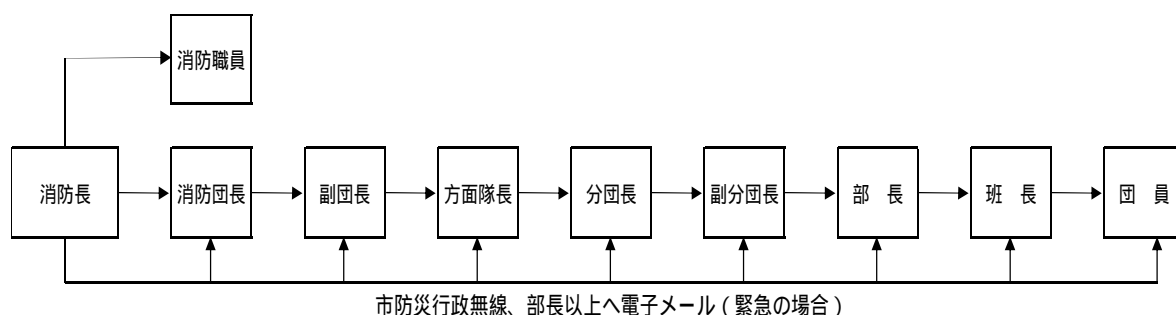 消防職員
消防長
消防団長
副団長
方面隊長
分団長
副分団長
部　長
班　長
団　員
市防災行政無線、部長以上へ電子メール（緊急の場合）